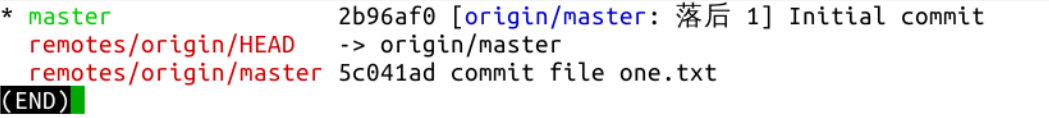 * master                2b96af0 [origin/master: 落后 1] Initial commit
  remotes/origin/HEAD   -> origin/master
  remotes/origin/master 5c041ad commit file one.txt
(END)